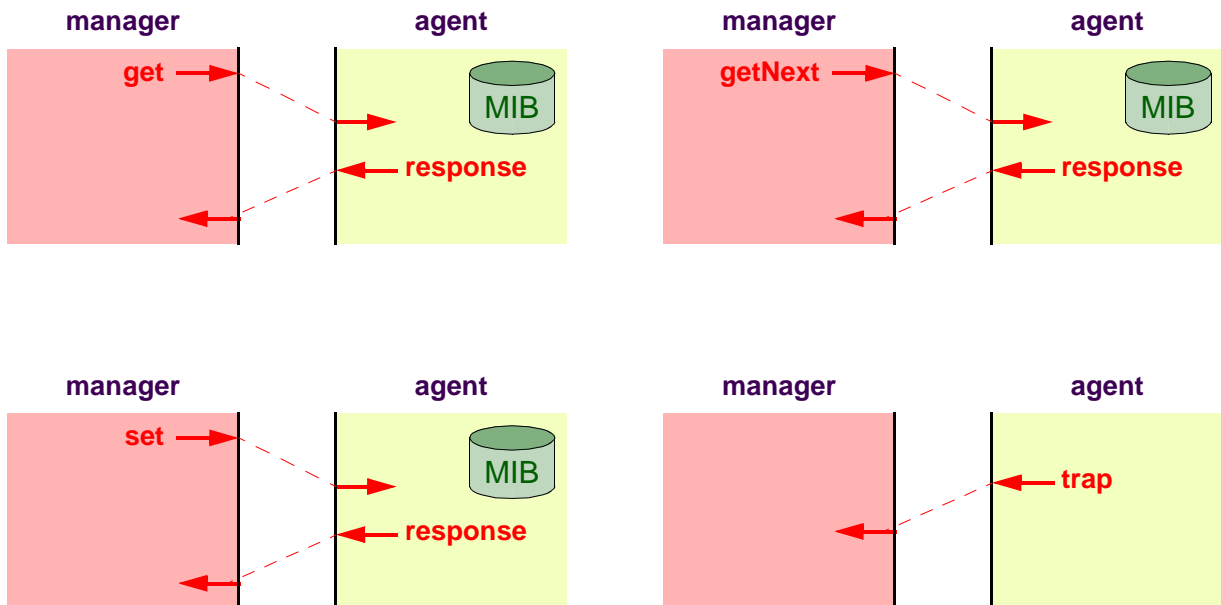 manager agent
get
MIB
response
manager agent
getNext
MIB
response
manager agent
set
MIB
response
manager agent
trap